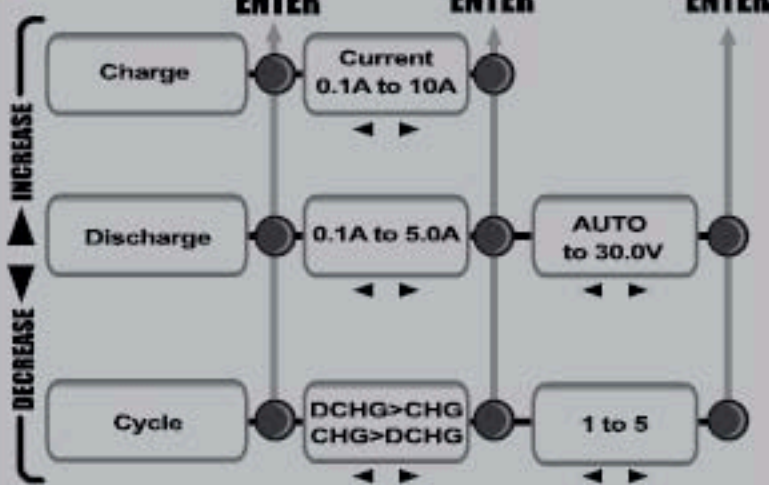 ENTER ENTER ENTER
INCREASE
DECREASE
Charge
Current
0.1A to 10A
Discharge
0.1A to 5.0A
AUTO
to 30.0V
Cycle
DCHG>CHG
CHG>DCHG
1 to 5